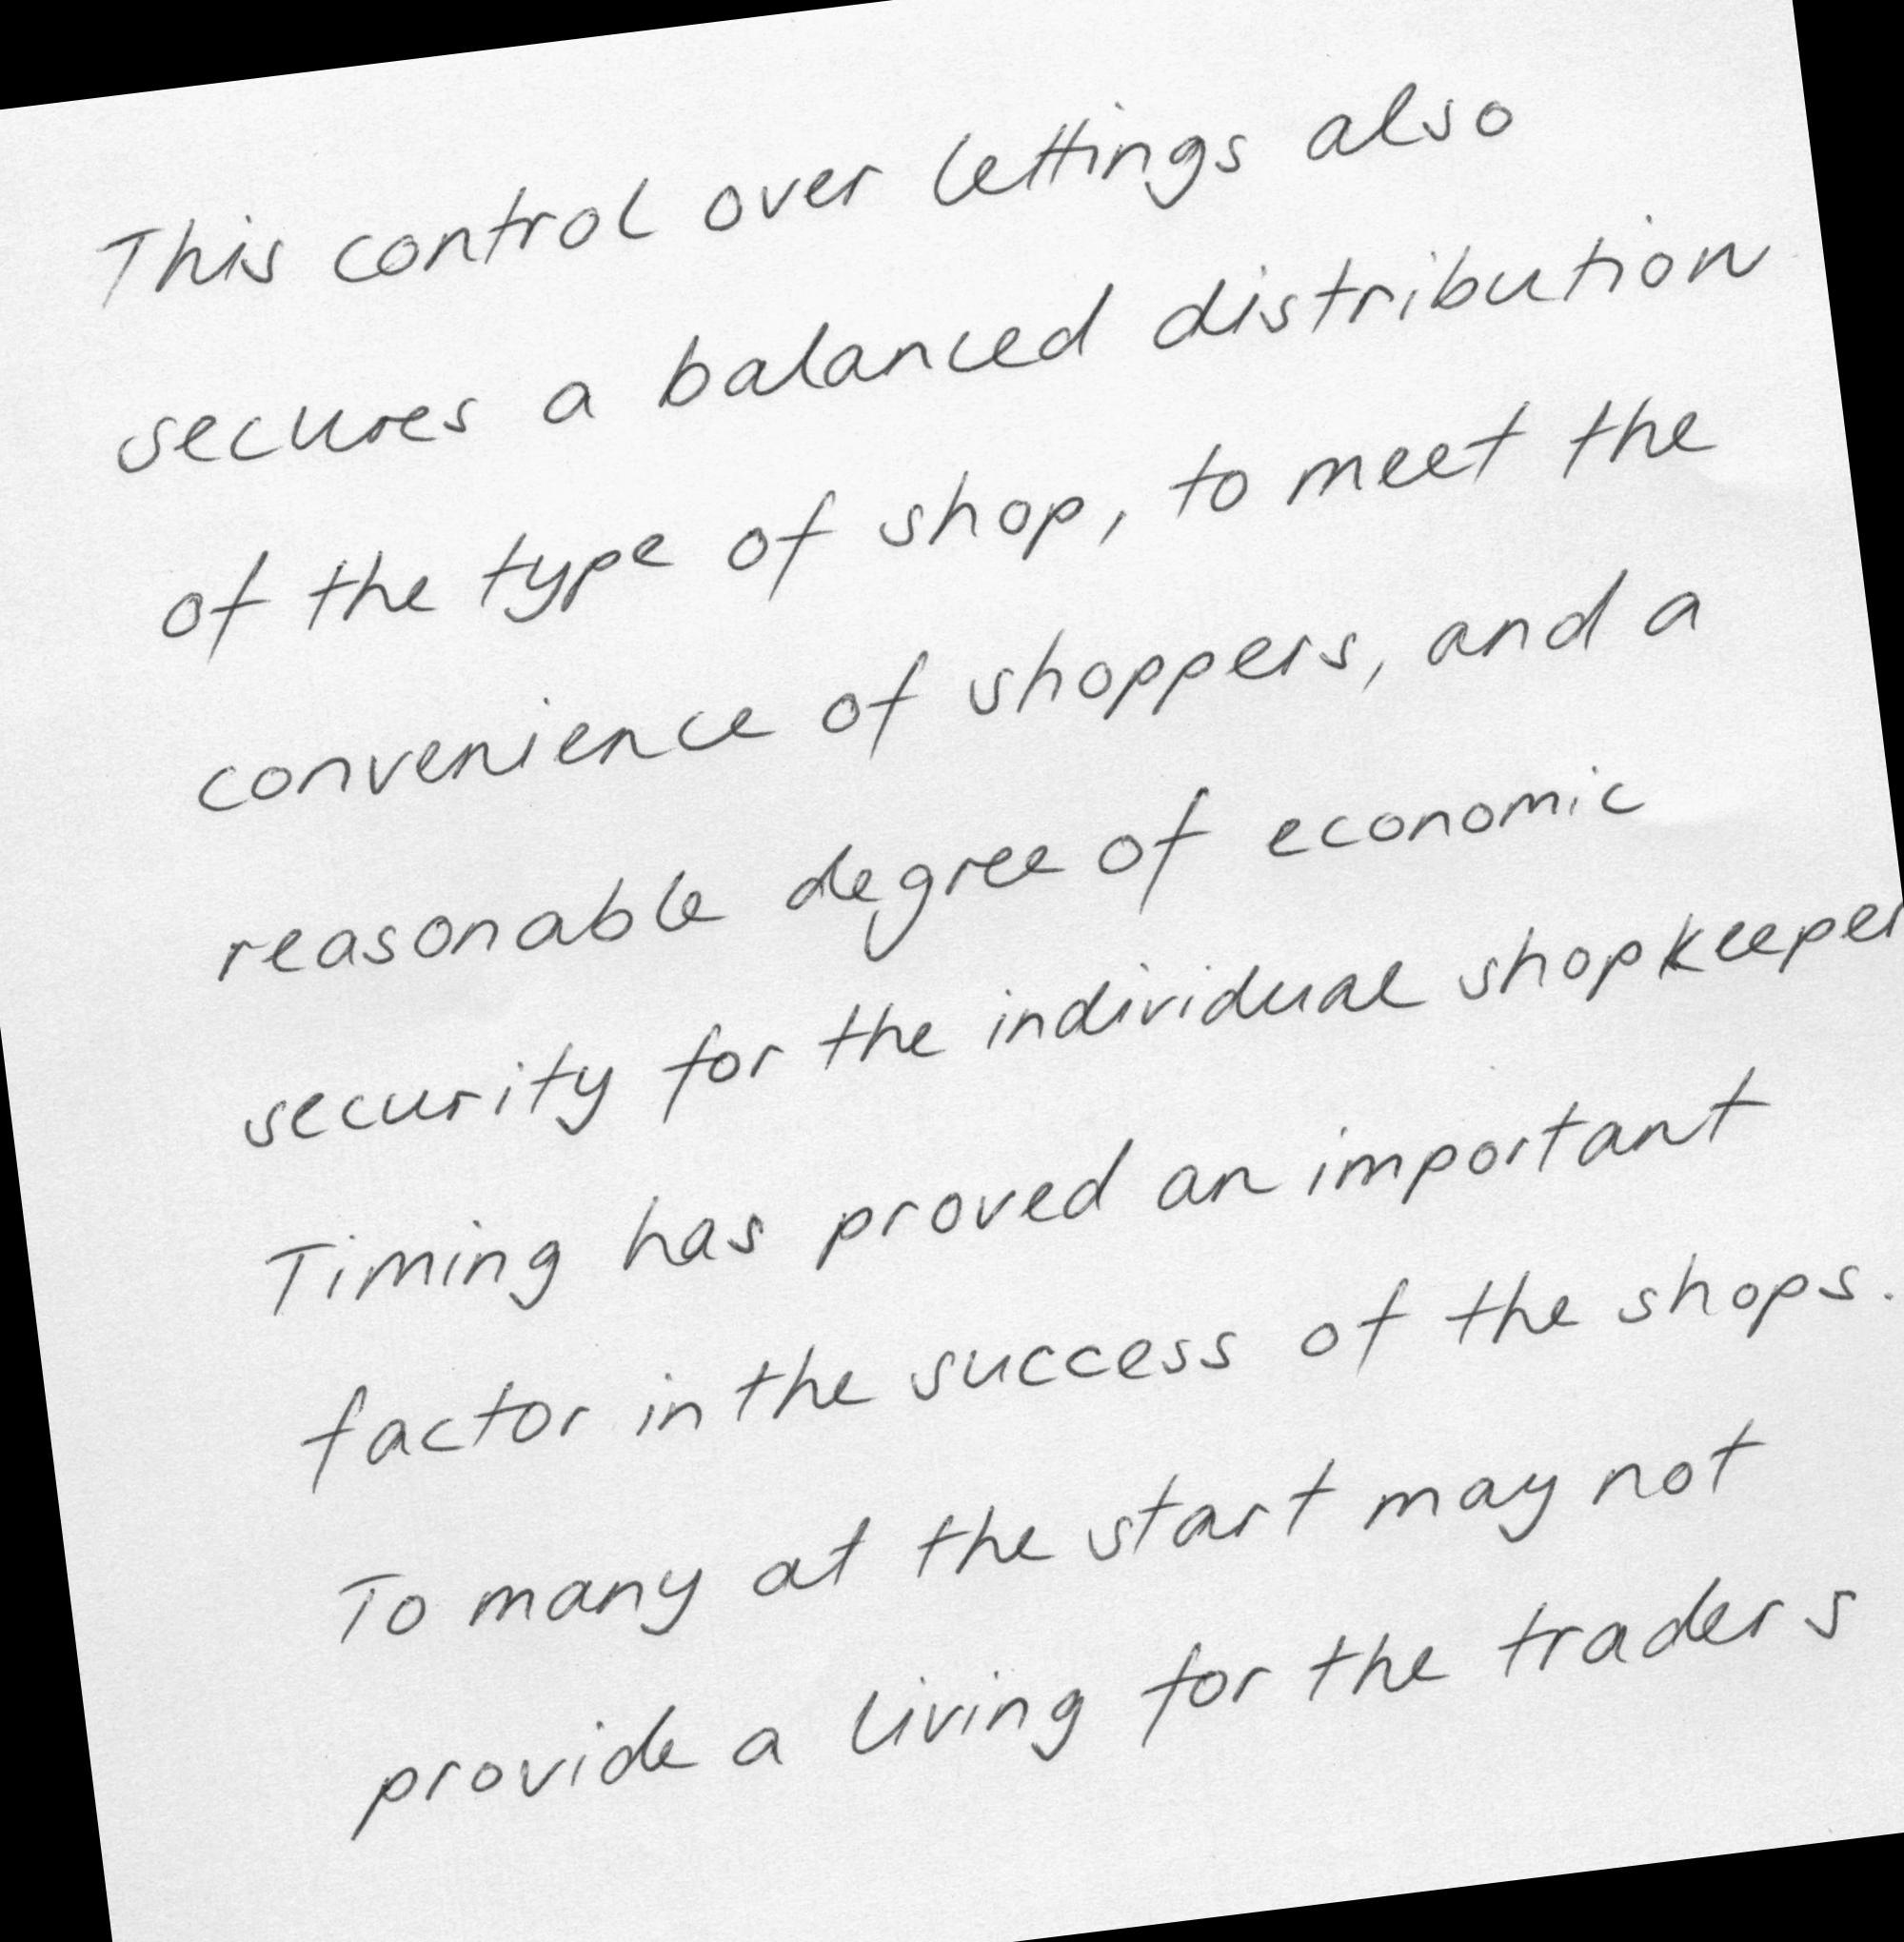 This control over lettings also
secures a balanced distribution
of the type of shop, to meet the
convenience of shoppers, and a
reasonable degree of economic
security for the individual shopkeeper
Timing has proved an important
factor in the success of the shops.
To many at the start may not
provide a living for the traders